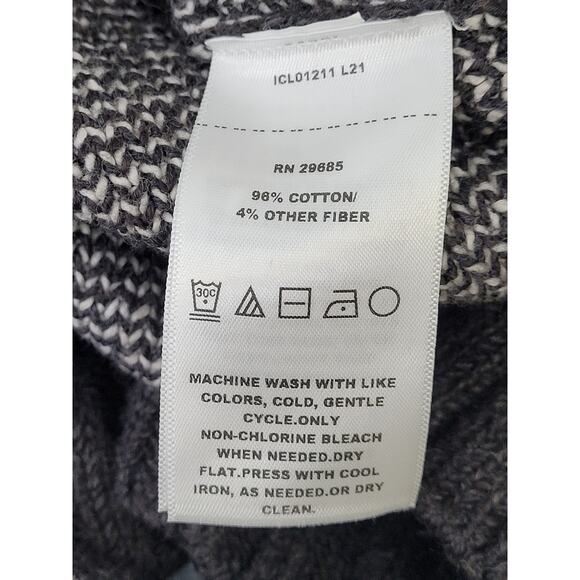 ICL01211 L21
RN 29685
96% COTTON/
4% OTHER FIBER
30C
MACHINE WASH WITH LIKE
COLORS, COLD, GENTLE
CYCLE.ONLY
NON-CHLORINE BLEACH
WHEN NEEDED.DRY
FLAT.PRESS WITH COOL
IRON, AS NEEDED.OR DRY
CLEAN.